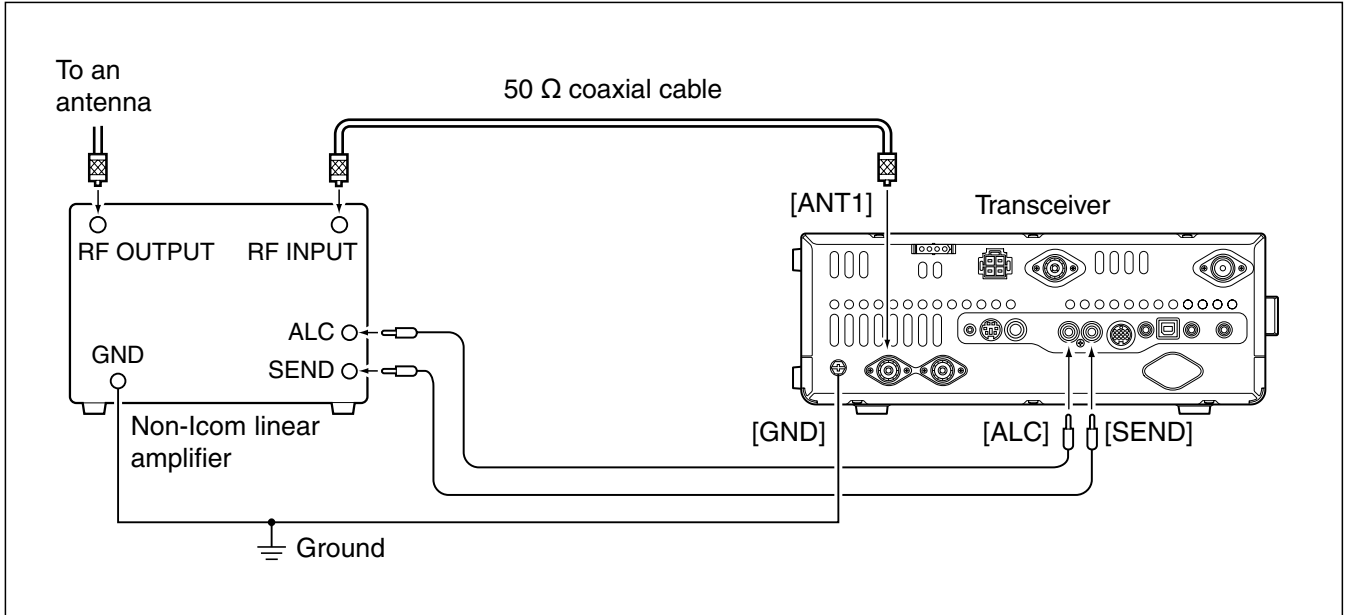 To an
antenna
50 Ω coaxial cable
[ANT1]
Transceiver
RF OUTPUT
RF INPUT
ALC
GND
SEND
Non-Icom linear
amplifier
[GND]
[ALC]
[SEND]
Ground